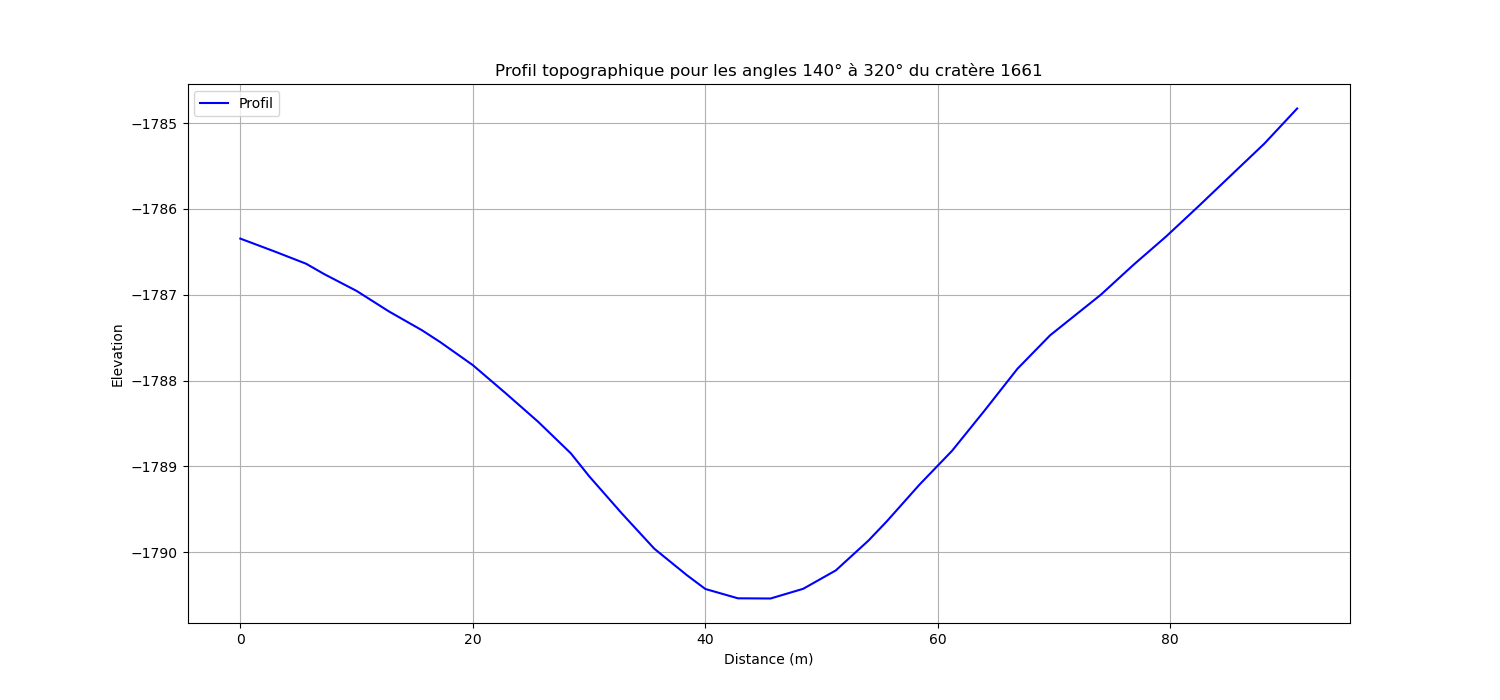 Profil topographique pour les angles 140° à 320° du cratère 1661
Profil
−1785
−1786
−1787
−1788
−1789
−1790
Elevation
0 20 40 60 80
Distance (m)